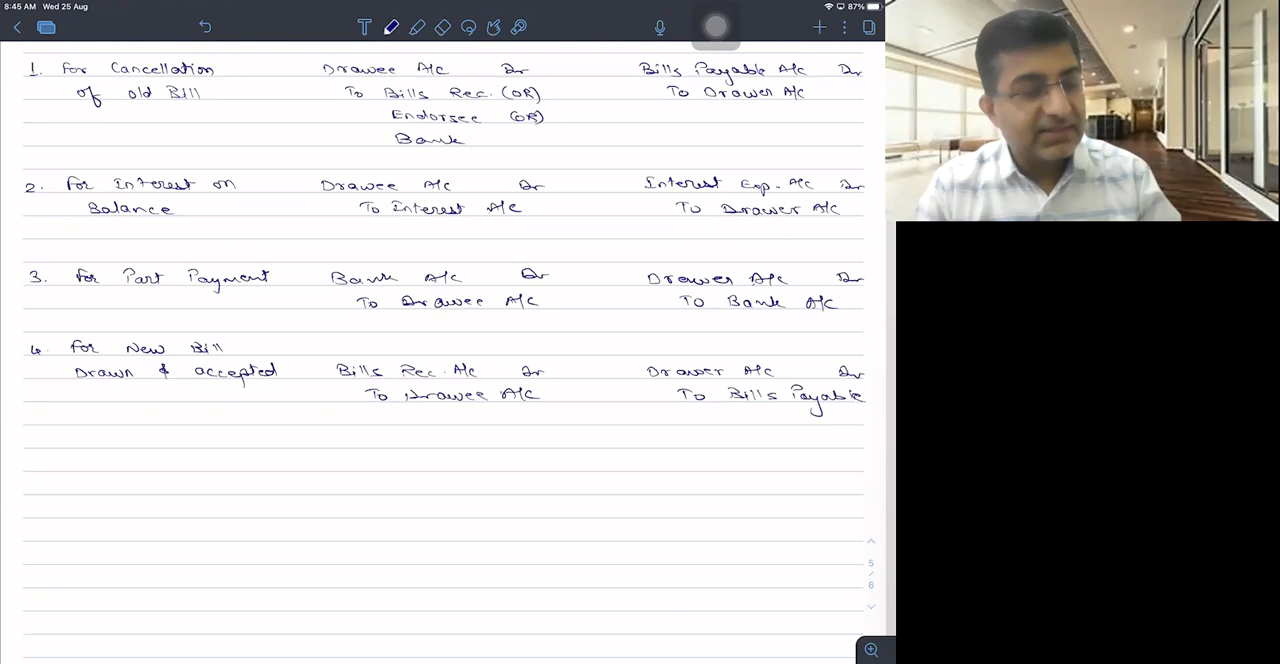 8:45 AM Wed 25 Aug
87%
1. For Cancellation Drawee A/c Dr Bills Payable A/c Dr
of old Bill To Bills Rec. (OR) To Drawer A/c
Endorsee (OR)
Bank
2. For Interest on Drawee A/c Dr Interest Exp. A/c Dr
Balance To Interest A/c To Drawer A/c
3. For Part Payment Bank A/c Dr Drawer A/c Dr
To Drawee A/c To Bank A/c
4. For New Bill
Drawn & accepted Bills Rec. A/c Dr Drawer A/c Dr
To Drawee A/c To Bills Payable
5
/
6